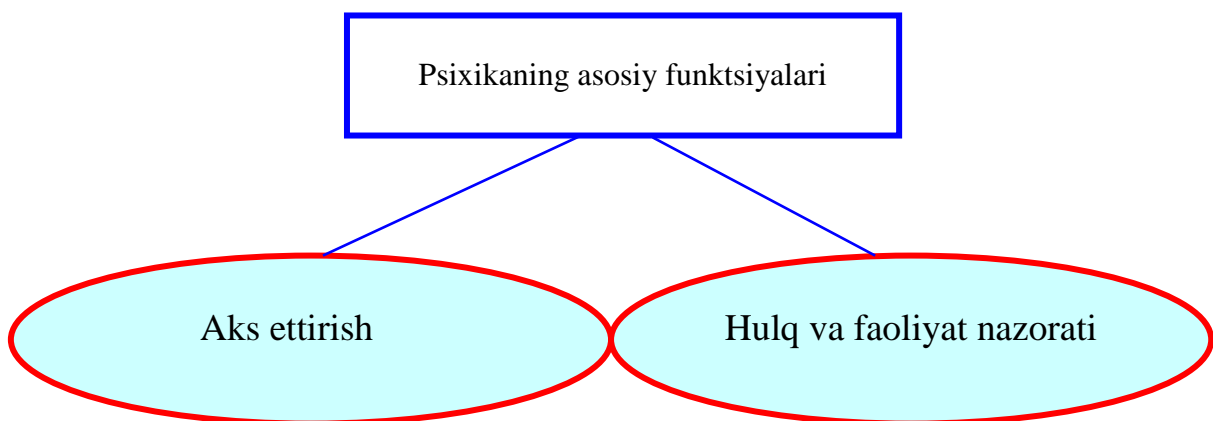 Psixikaning asosiy funktsiyalari
Aks ettirish
Hulq va faoliyat nazorati